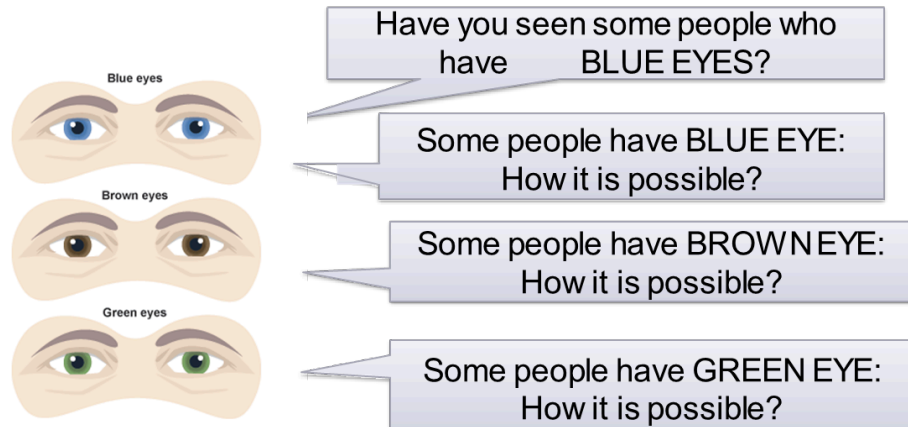 Have you seen some people who
have BLUE EYES?
Blue eyes
Some people have BLUE EYE:
How it is possible?
Brown eyes
Some people have BROWN EYE:
How it is possible?
Green eyes
Some people have GREEN EYE:
How it is possible?